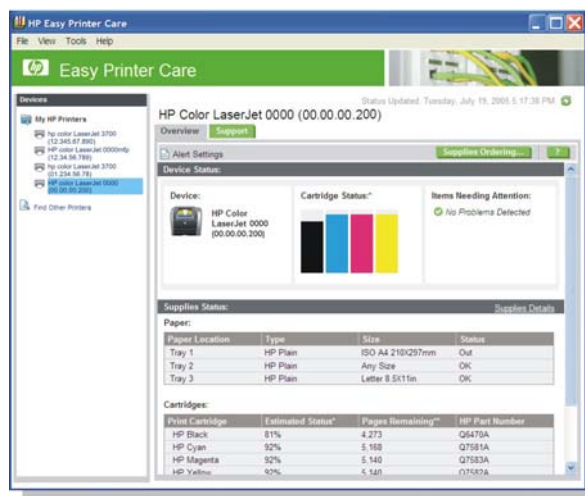 HP Easy Printer Care
File View Tools Help
hp Easy Printer Care
Devices
My HP Printers
hp color LaserJet 3700
(12.345.67.890)
HP color LaserJet 0000mfp
(12.34.56.789)
hp color LaserJet 3700
(01.234.56.78)
HP color LaserJet 0000
(00.00.00.200)
Find Other Printers
Status Updated: Tuesday, July 19, 2005 5:17:38 PM
HP Color LaserJet 0000 (00.00.00.200)
Overview Support
Alert Settings Supplies Ordering... ?
Device Status:
Device: Cartridge Status:* Items Needing Attention:
HP Color
LaserJet 0000
(00.00.00.200)
No Problems Detected
Supplies Status: Supplies Details
Paper:
Paper Location Type Size Status
Tray 1 HP Plain ISO A4 210X297mm Out
Tray 2 HP Plain Any Size OK
Tray 3 HP Plain Letter 8.5X11in OK
Cartridges:
Print Cartridge Estimated Status* Pages Remaining** HP Part Number
HP Black 81% 4,273 Q6470A
HP Cyan 92% 5,168 Q7581A
HP Magenta 92% 5,140 Q7583A
HP Yellow 92% 5,140 Q7582A